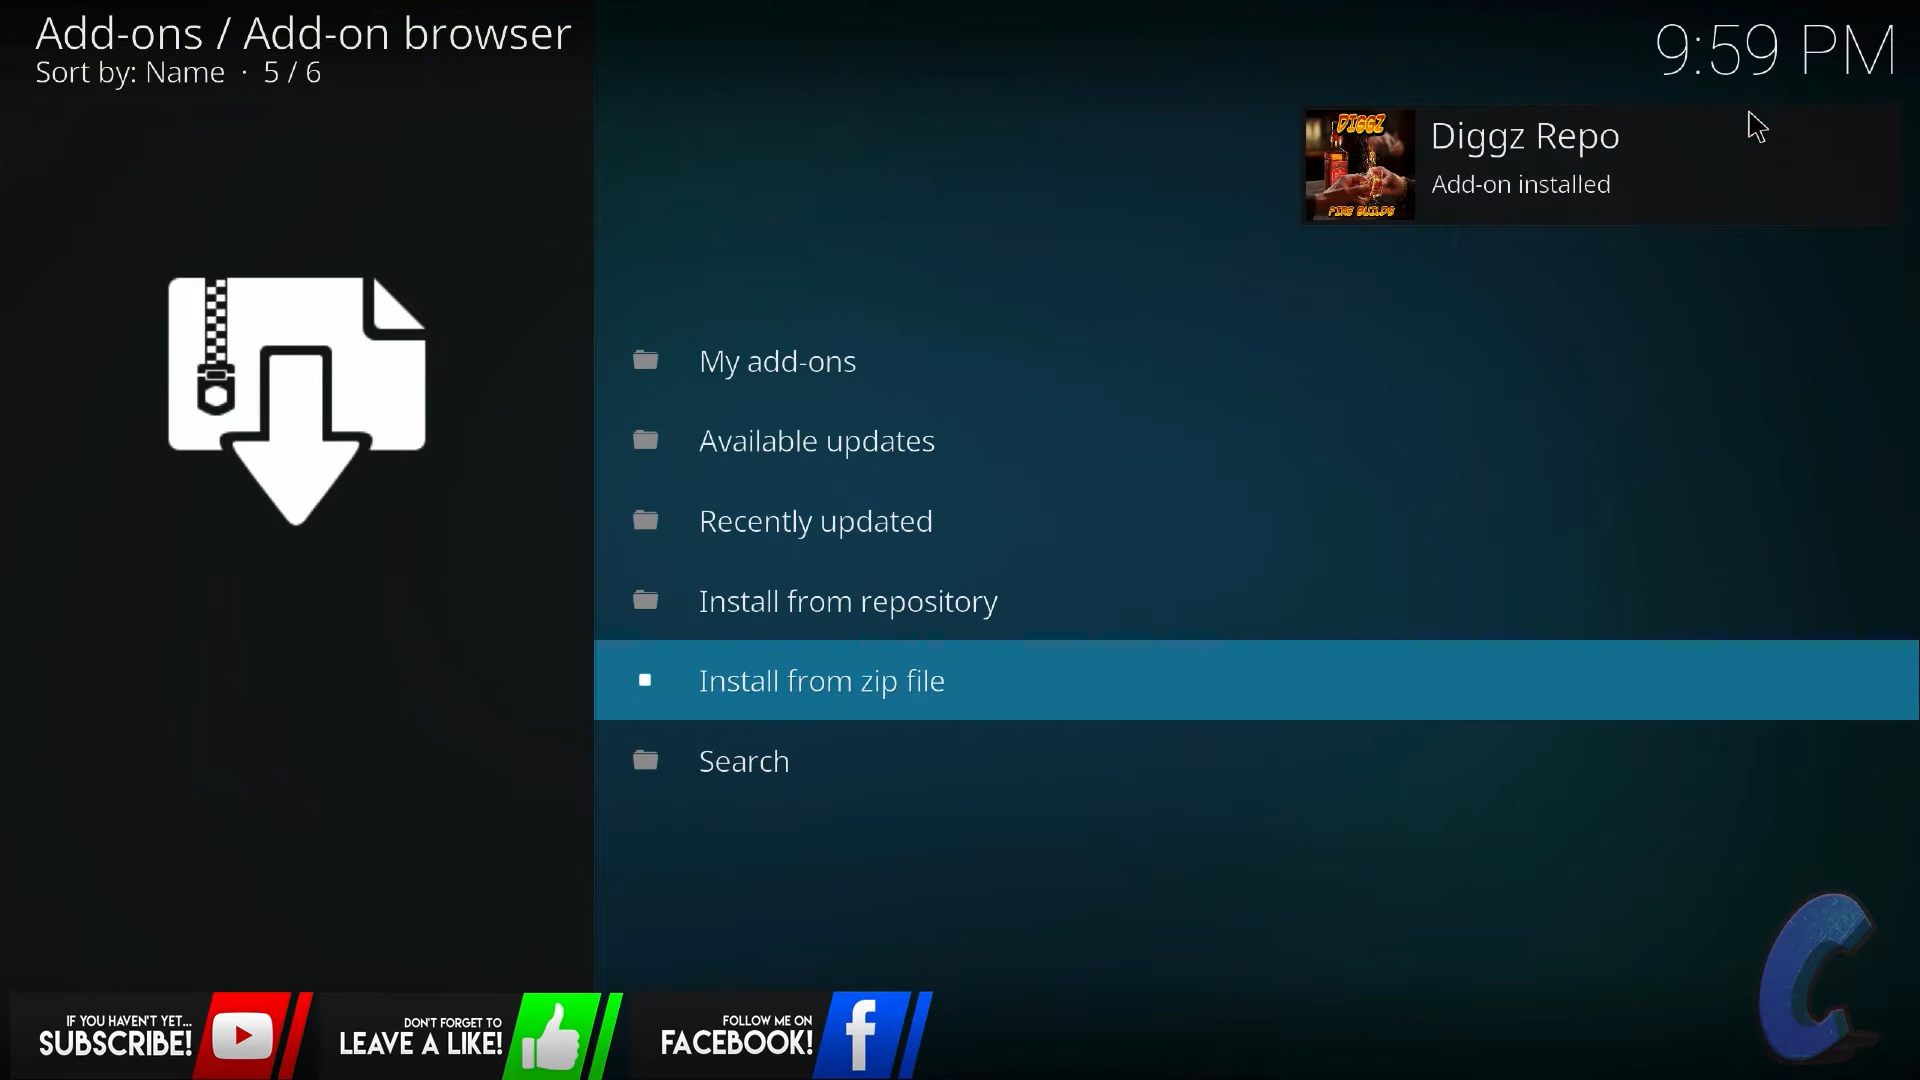 Add-ons / Add-on browser
Sort by: Name · 5 / 6
9:59 PM
DIGGZ
FIRE BUILDS
Diggz Repo
Add-on installed
My add-ons
Available updates
Recently updated
Install from repository
Install from zip file
Search
IF YOU HAVEN'T YET...
SUBSCRIBE!
DON'T FORGET TO
LEAVE A LIKE!
FOLLOW ME ON
FACEBOOK!
f
C